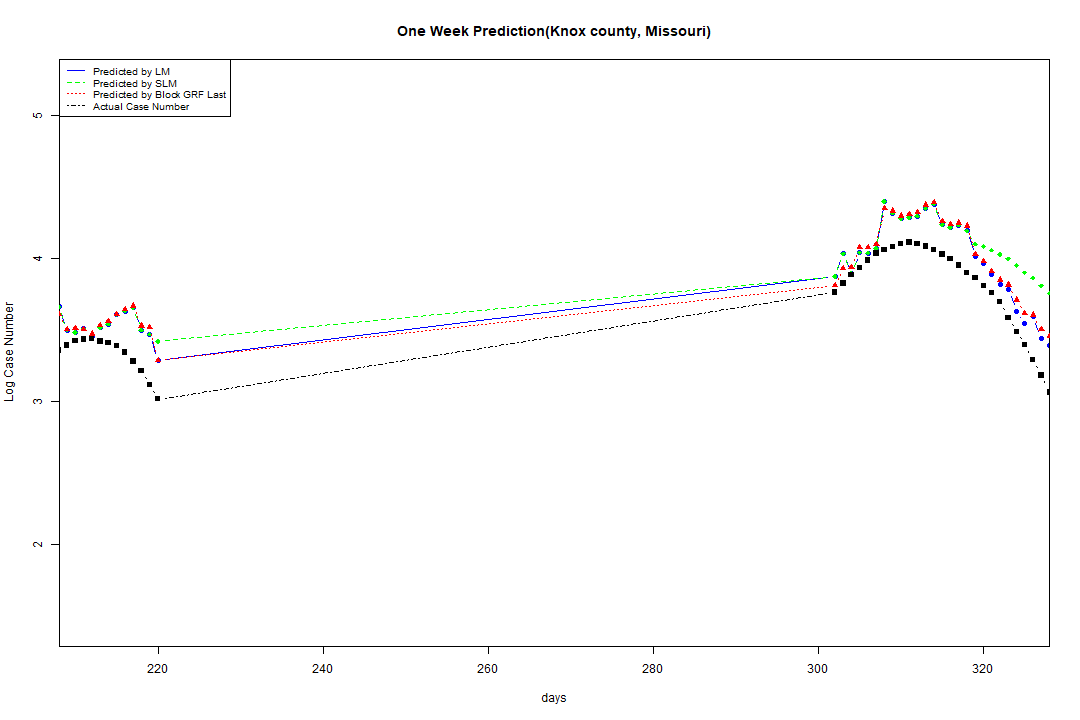 One Week Prediction(Knox county, Missouri)
Predicted by LM
Predicted by SLM
Predicted by Block GRF Last
Actual Case Number
5
4
3
2
Log Case Number
220 240 260 280 300 320
days